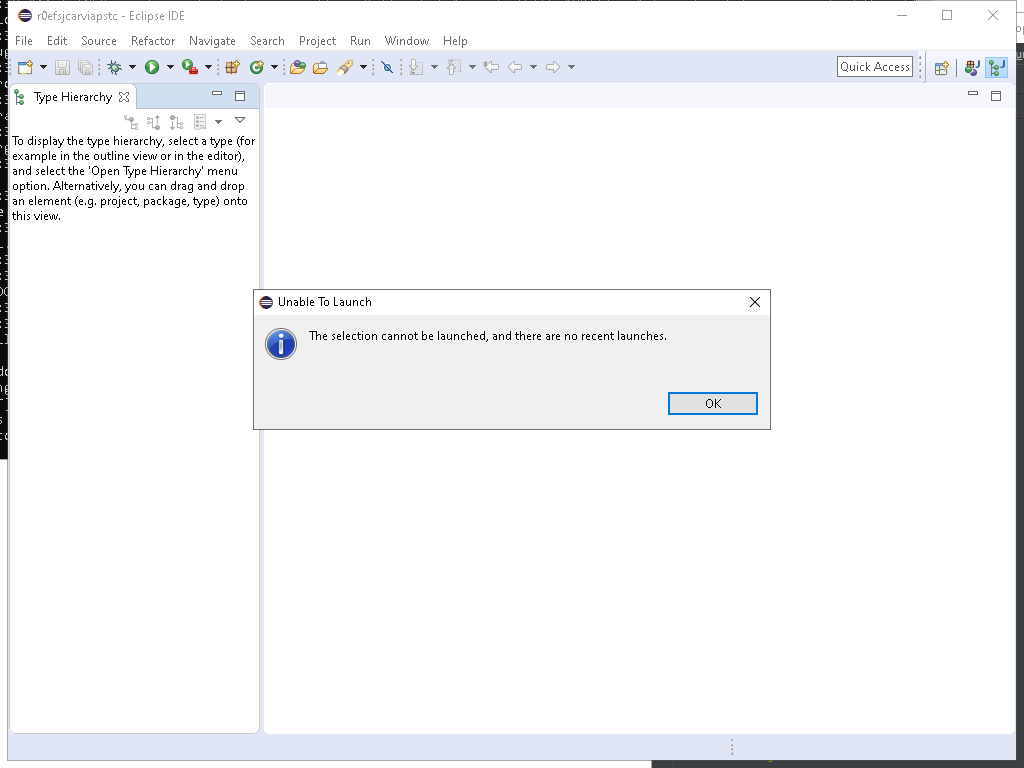 r0efsjcarviapstc - Eclipse IDE
File Edit Source Refactor Navigate Search Project Run Window Help
Quick Access
Type Hierarchy
To display the type hierarchy, select a type (for
example in the outline view or in the editor),
and select the 'Open Type Hierarchy' menu
option. Alternatively, you can drag and drop
an element (e.g. project, package, type) onto
this view.
Unable To Launch
The selection cannot be launched, and there are no recent launches.
OK